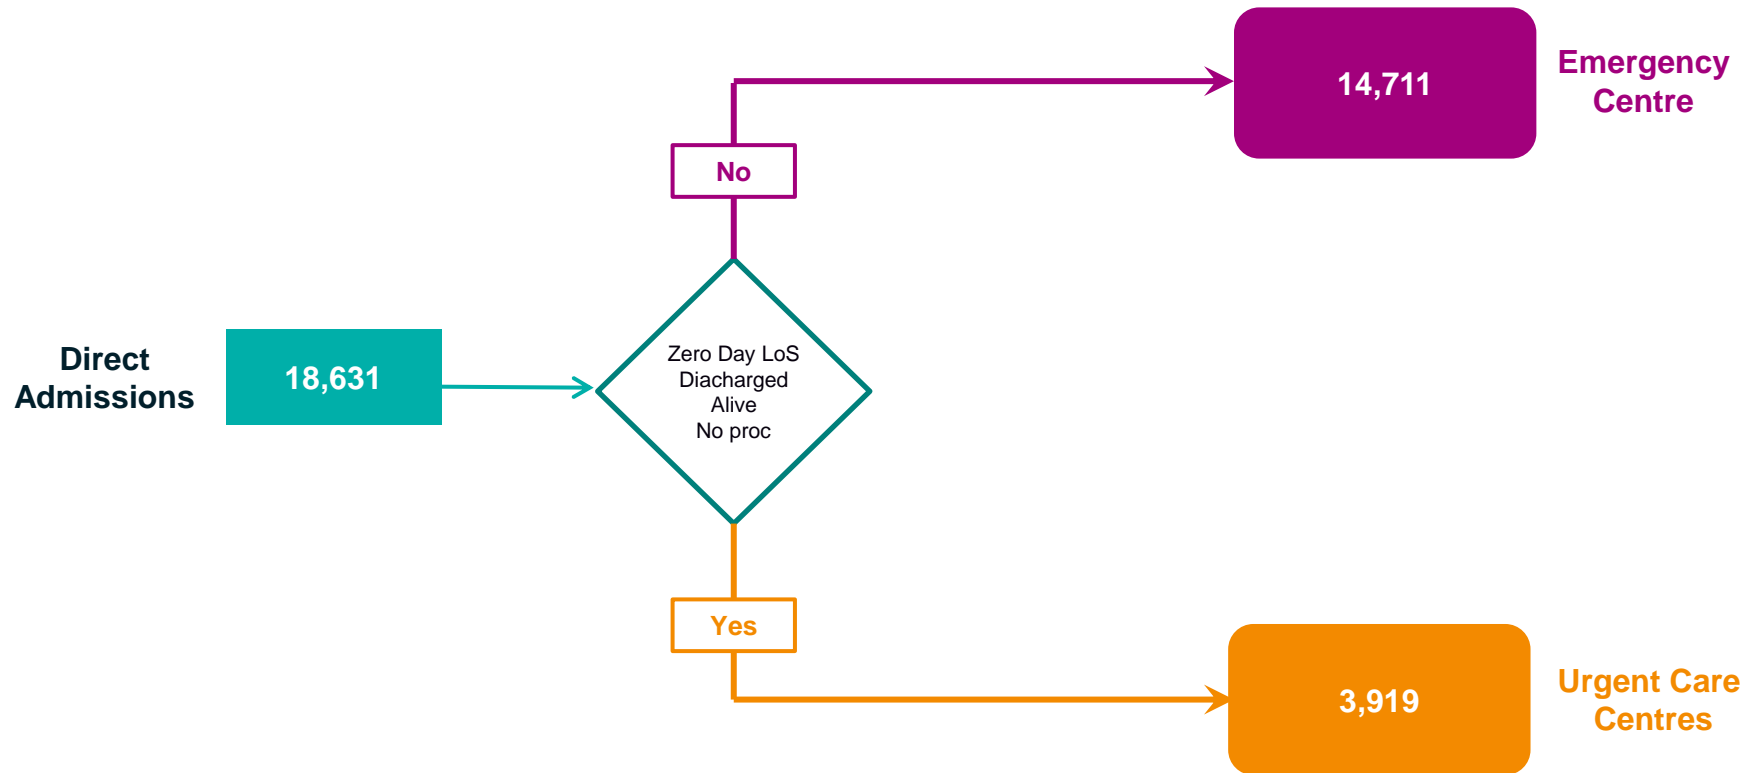 14,711
Emergency
Centre
No
Direct
Admissions
18,631
Zero Day LoS
Diacharged
Alive
No proc
Yes
3,919
Urgent Care
Centres